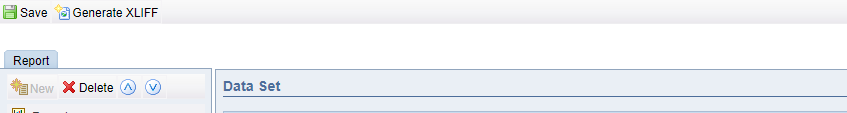 Save Generate XLIFF
Report
New Delete
Data Set